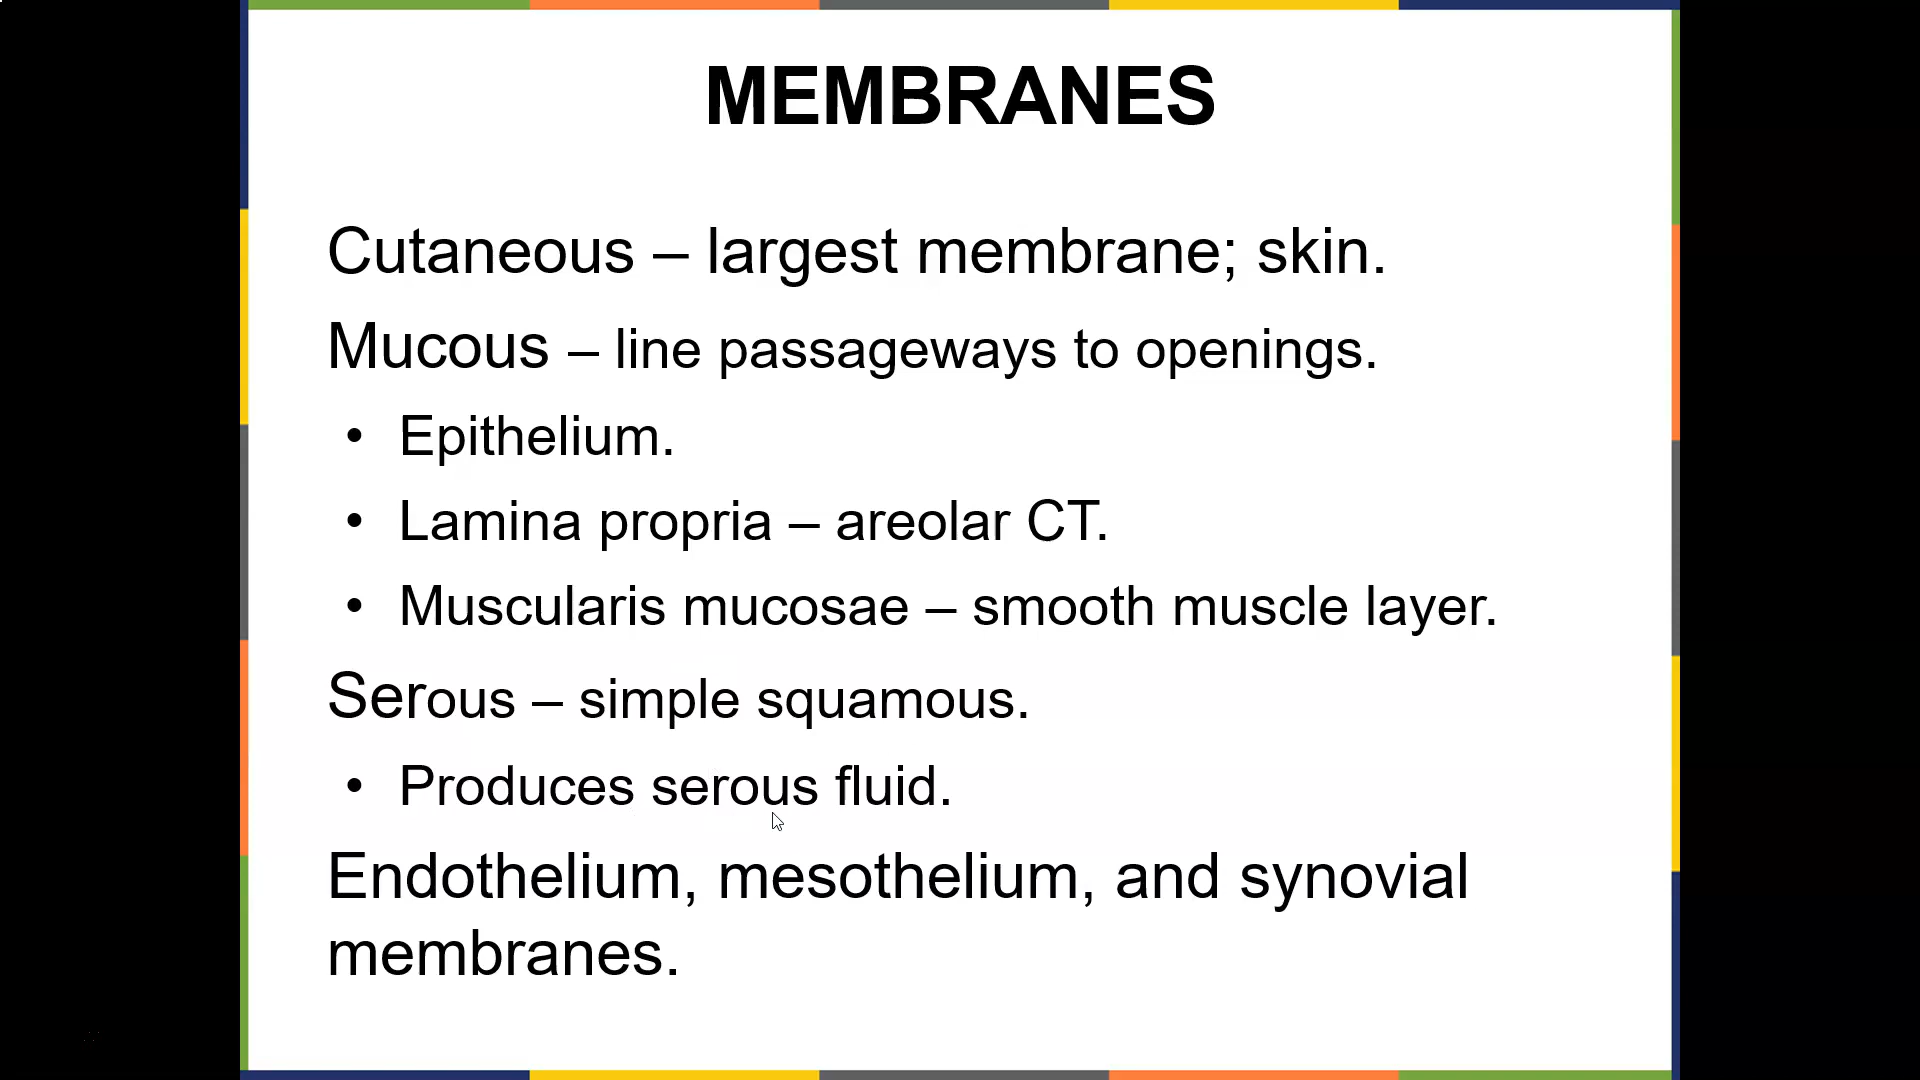 MEMBRANES
Cutaneous – largest membrane; skin.
Mucous – line passageways to openings.
• Epithelium.
• Lamina propria – areolar CT.
• Muscularis mucosae – smooth muscle layer.
Serous – simple squamous.
• Produces serous fluid.
Endothelium, mesothelium, and synovial
membranes.